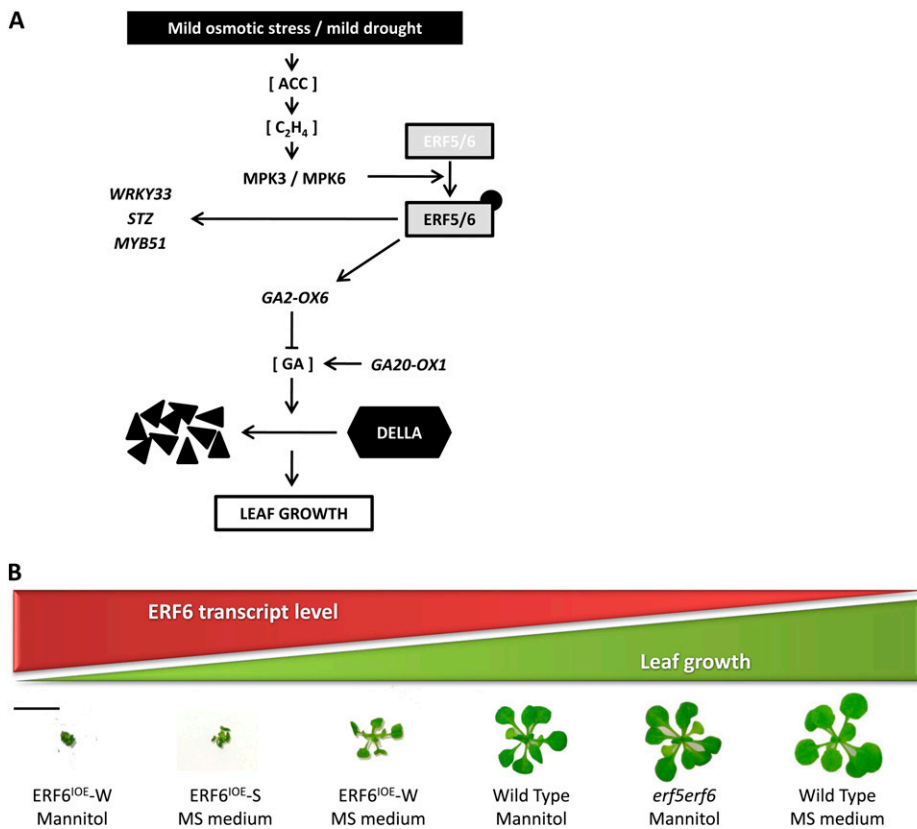 A
Mild osmotic stress / mild drought
[ ACC ]
[ C₂H₄ ]
ERF5/6
MPK3 / MPK6
WRKY33
STZ
MYB51
ERF5/6
GA2-OX6
[ GA ]
GA20-OX1
DELLA
LEAF GROWTH
B
ERF6 transcript level
Leaf growth
ERF6ᴵᴼᴱ-W
Mannitol
ERF6ᴵᴼᴱ-S
MS medium
ERF6ᴵᴼᴱ-W
MS medium
Wild Type
Mannitol
erf5erf6
Mannitol
Wild Type
MS medium